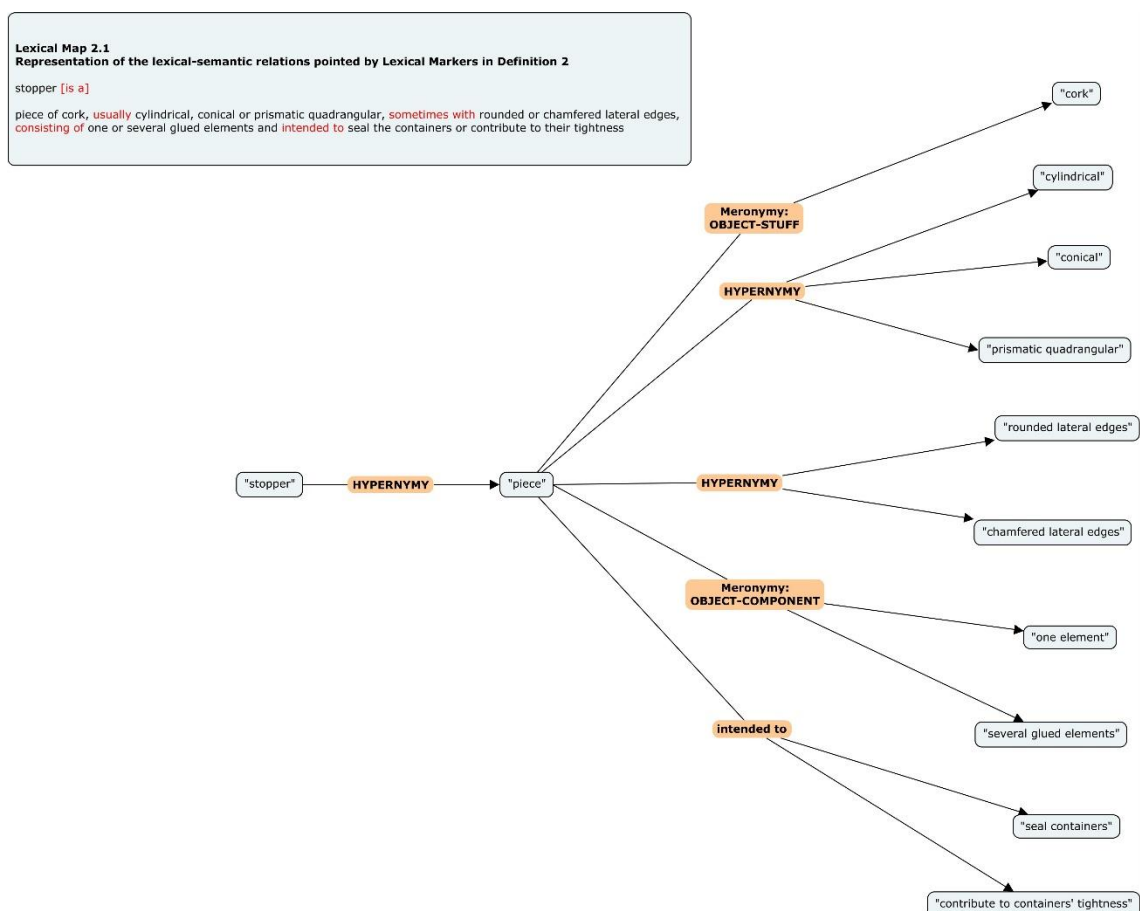 Lexical Map 2.1
Representation of the lexical-semantic relations pointed by Lexical Markers in Definition 2
stopper [is a]
piece of cork, usually cylindrical, conical or prismatic quadrangular, sometimes with rounded or chamfered lateral edges,
consisting of one or several glued elements and intended to seal the containers or contribute to their tightness
"cork"
"cylindrical"
Meronymy:
OBJECT-STUFF
"conical"
HYPERNYMY
"prismatic quadrangular"
"rounded lateral edges"
"stopper"
HYPERNYMY
"piece"
HYPERNYMY
"chamfered lateral edges"
Meronymy:
OBJECT-COMPONENT
"one element"
intended to
"several glued elements"
"seal containers"
"contribute to containers' tightness"